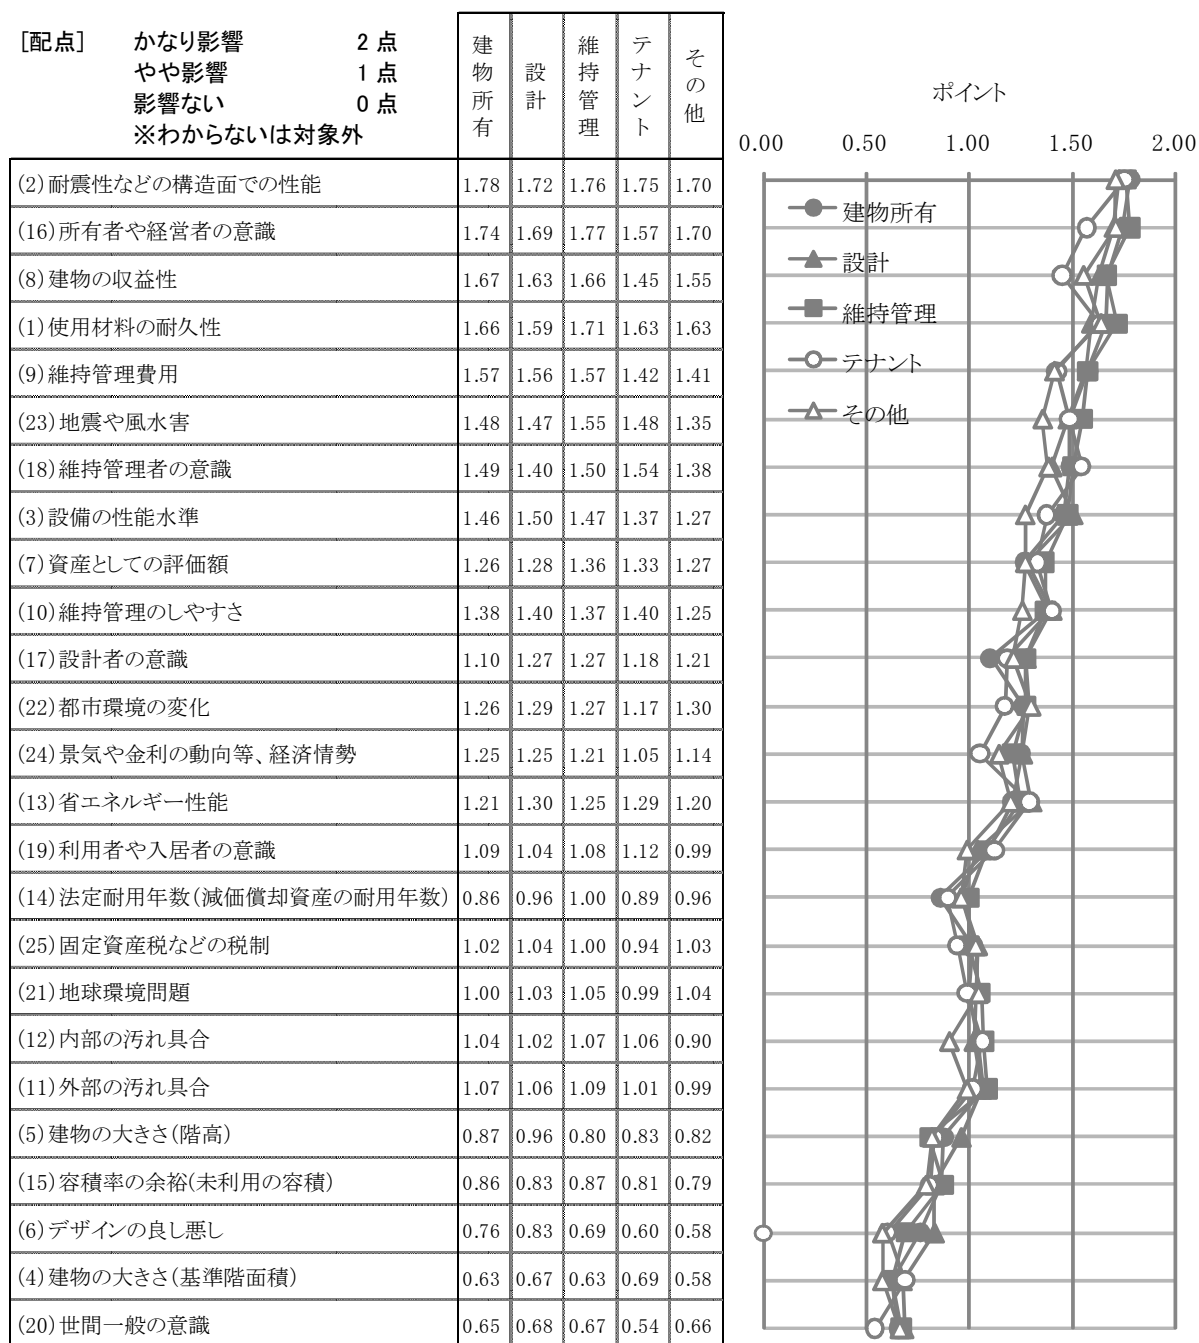 [配点] かなり影響 2 点
やや影響 1 点
影響ない 0 点
※わからないは対象外
建物所有 設計 維持管理 テナント その他
(2)耐震性などの構造面での性能 1.78 1.72 1.76 1.75 1.70
(16)所有者や経営者の意識 1.74 1.69 1.77 1.57 1.70
(8)建物の収益性 1.67 1.63 1.66 1.45 1.55
(1)使用材料の耐久性 1.66 1.59 1.71 1.63 1.63
(9)維持管理費用 1.57 1.56 1.57 1.42 1.41
(23)地震や風水害 1.48 1.47 1.55 1.48 1.35
(18)維持管理者の意識 1.49 1.40 1.50 1.54 1.38
(3)設備の性能水準 1.46 1.50 1.47 1.37 1.27
(7)資産としての評価額 1.26 1.28 1.36 1.33 1.27
(10)維持管理のしやすさ 1.38 1.40 1.37 1.40 1.25
(17)設計者の意識 1.10 1.27 1.27 1.18 1.21
(22)都市環境の変化 1.26 1.29 1.27 1.17 1.30
(24)景気や金利の動向等、経済情勢 1.25 1.25 1.21 1.05 1.14
(13)省エネルギー性能 1.21 1.30 1.25 1.29 1.20
(19)利用者や入居者の意識 1.09 1.04 1.08 1.12 0.99
(14)法定耐用年数(減価償却資産の耐用年数) 0.86 0.96 1.00 0.89 0.96
(25)固定資産税などの税制 1.02 1.04 1.00 0.94 1.03
(21)地球環境問題 1.00 1.03 1.05 0.99 1.04
(12)内部の汚れ具合 1.04 1.02 1.07 1.06 0.90
(11)外部の汚れ具合 1.07 1.06 1.09 1.01 0.99
(5)建物の大きさ(階高) 0.87 0.96 0.80 0.83 0.82
(15)容積率の余裕(未利用の容積) 0.86 0.83 0.87 0.81 0.79
(6)デザインの良し悪し 0.76 0.83 0.69 0.60 0.58
(4)建物の大きさ(基準階面積) 0.63 0.67 0.63 0.69 0.58
(20)世間一般の意識 0.65 0.68 0.67 0.54 0.66
ポイント
0.00 0.50 1.00 1.50 2.00
建物所有
設計
維持管理
テナント
その他